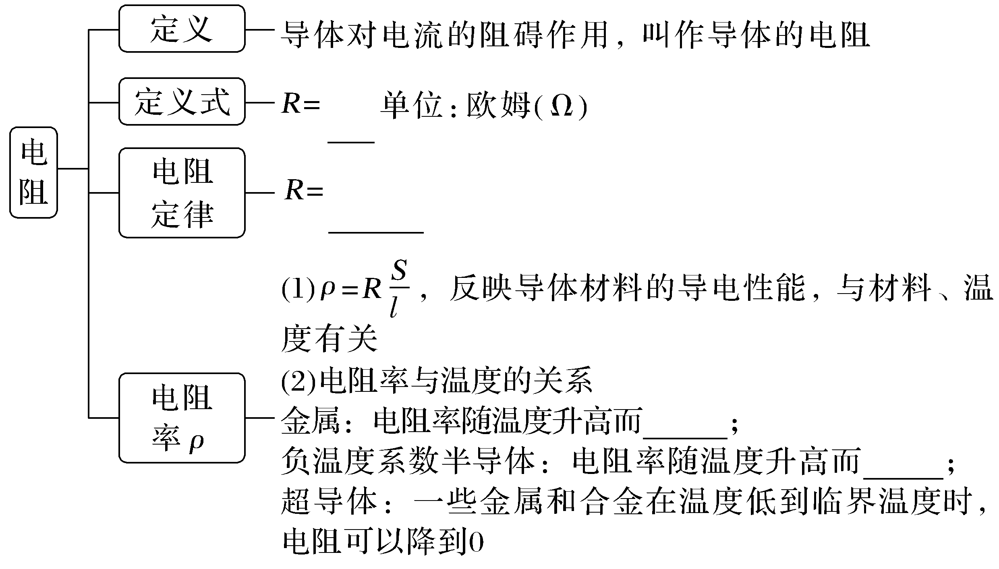 电阻
定义
导体对电流的阻碍作用，叫作导体的电阻
定义式
R=____ 单位：欧姆(Ω)
电阻
定律
R=________
电阻
率ρ
(1)ρ=R\frac{S}{l}，反映导体材料的导电性能，与材料、温
度有关
(2)电阻率与温度的关系
金属：电阻率随温度升高而______；
负温度系数半导体：电阻率随温度升高而______；
超导体：一些金属和合金在温度低到临界温度时，
电阻可以降到0